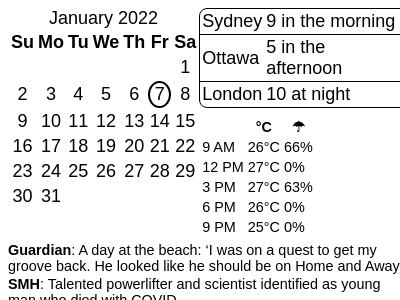 January 2022
Su Mo Tu We Th Fr Sa
1
2 3 4 5 6 7 8
9 10 11 12 13 14 15
16 17 18 19 20 21 22
23 24 25 26 27 28 29
30 31
Sydney 9 in the morning
Ottawa 5 in the
afternoon
London 10 at night
°C ☂
9 AM 26°C 66%
12 PM 27°C 0%
3 PM 27°C 63%
6 PM 26°C 0%
9 PM 25°C 0%
Guardian: A day at the beach: ‘I was on a quest to get my
groove back. He looked like he should be on Home and Away
SMH: Talented powerlifter and scientist identified as young
man who died with COVID